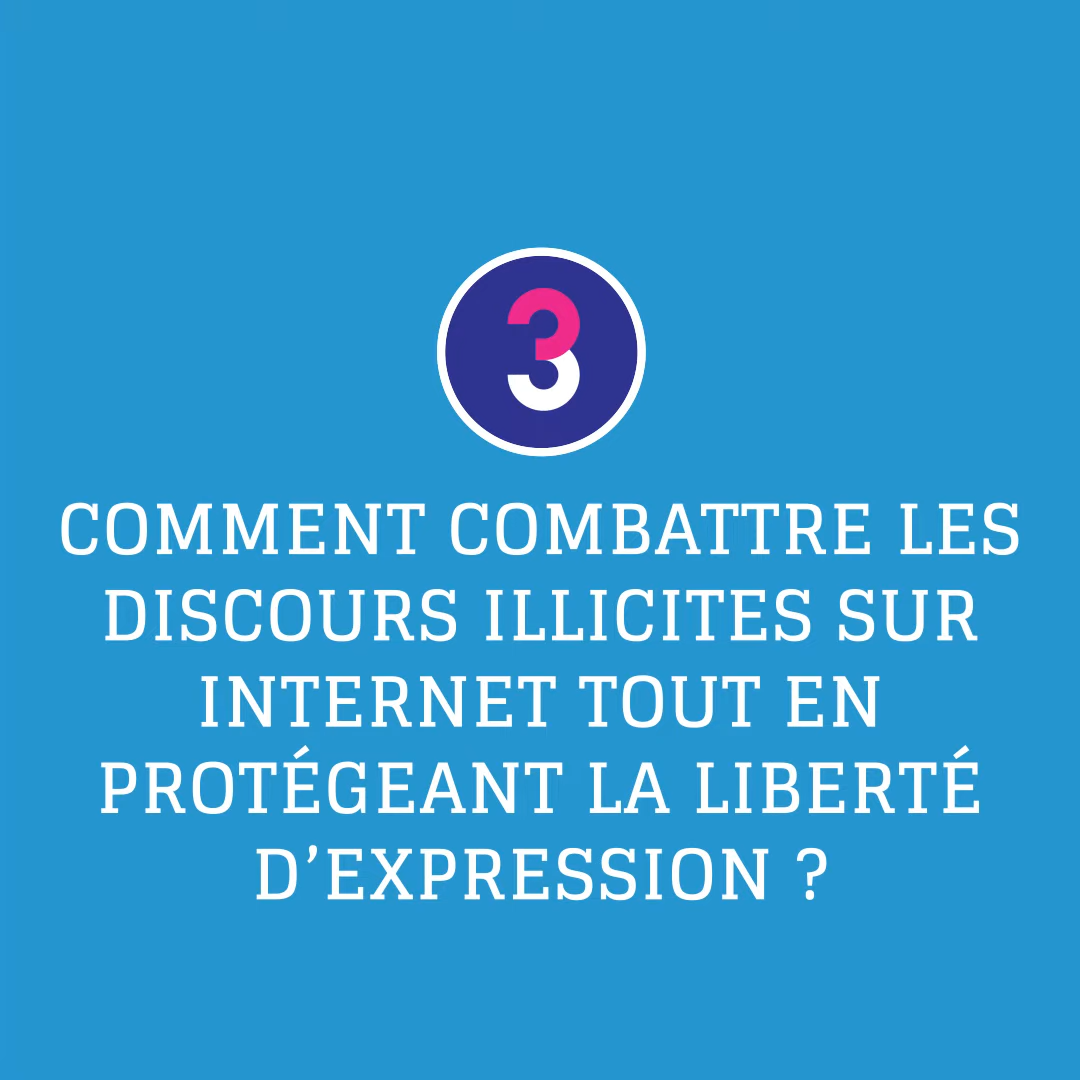 3
COMMENT COMBATTRE LES
DISCOURS ILLICITES SUR
INTERNET TOUT EN
PROTÉGEANT LA LIBERTÉ
D’EXPRESSION ?